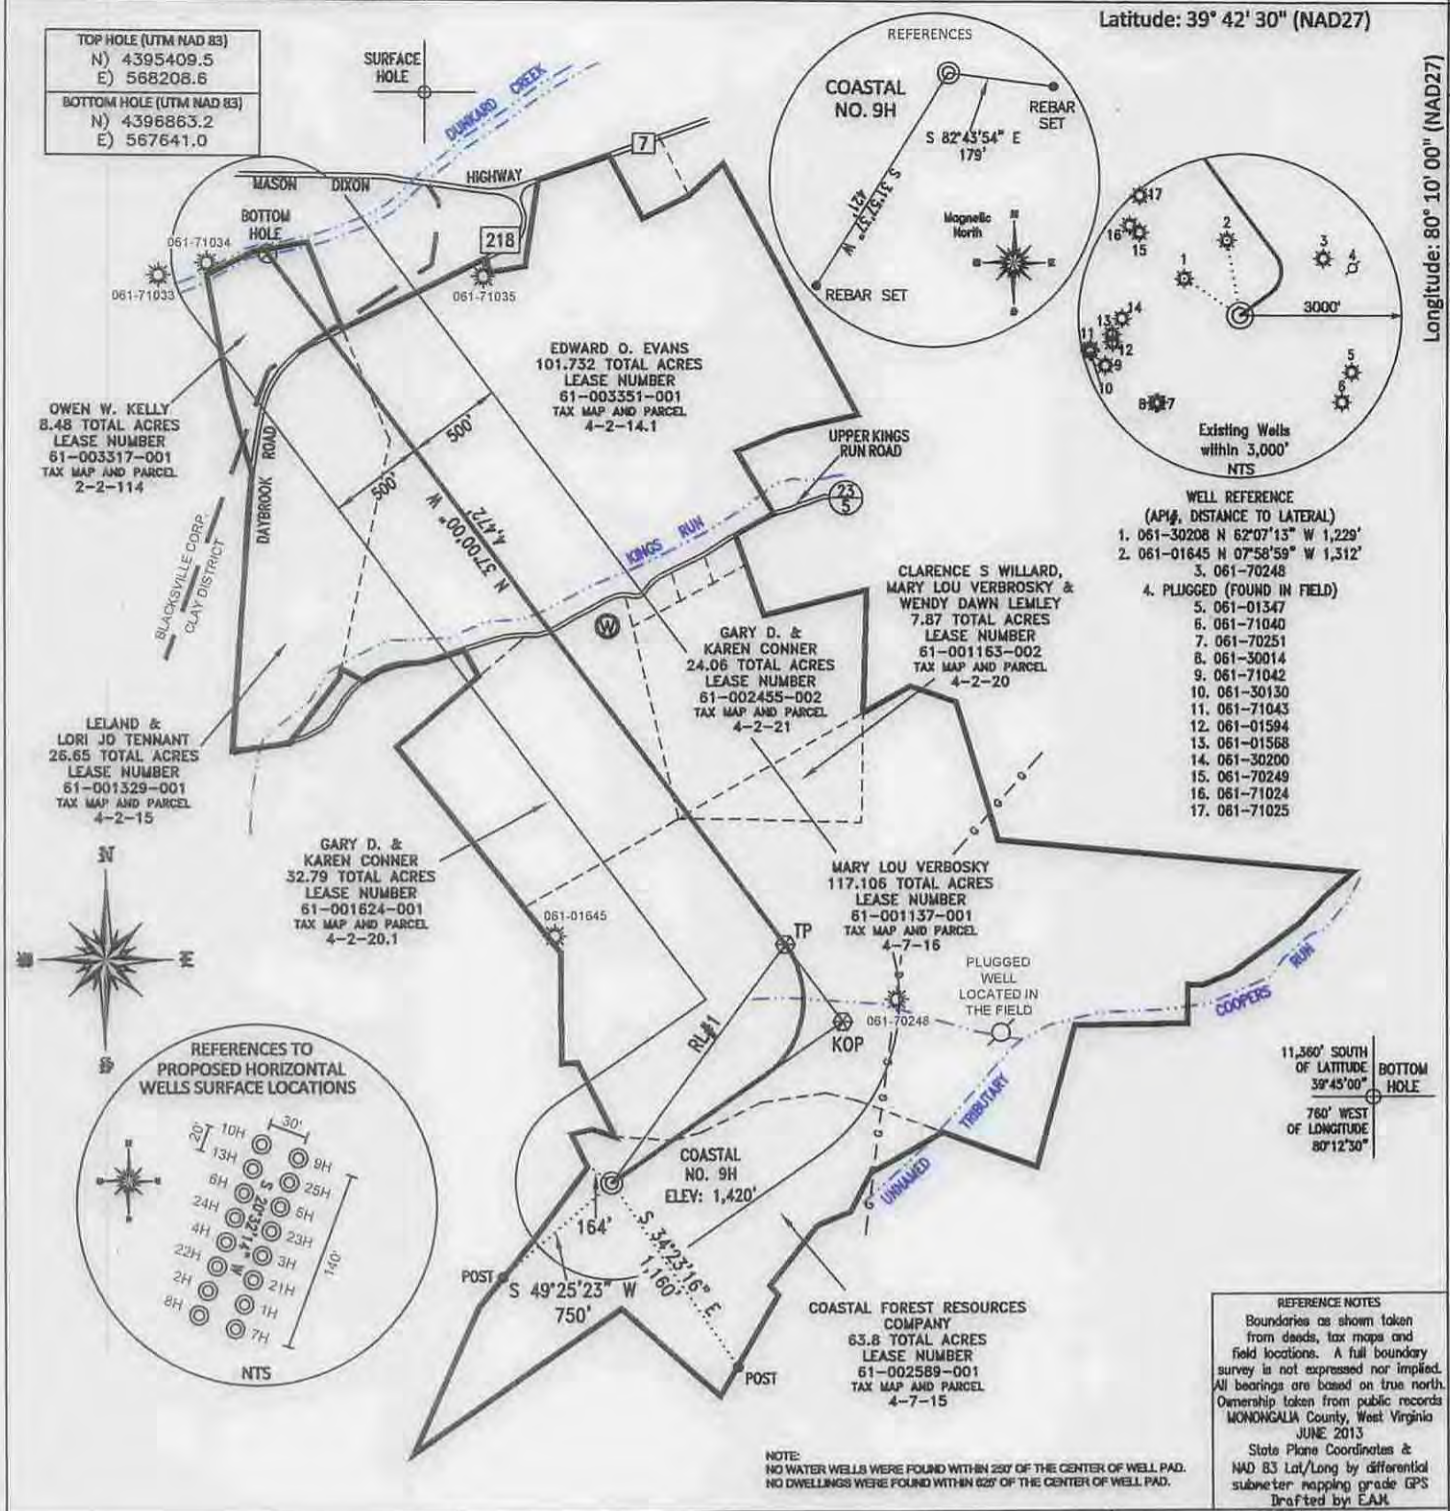 Latitude: 39° 42' 30" (NAD27)
Longitude: 80° 10' 00" (NAD27)
TOP HOLE (UTM NAD 83)
N) 4395409.5
E) 568208.6
BOTTOM HOLE (UTM NAD 83)
N) 4396863.2
E) 567641.0
SURFACE
HOLE
DUNKARD CREEK
REFERENCES
COASTAL
NO. 9H
REBAR
SET
S 82°43'54" E
179'
S 31°57'37" W
421'
REBAR SET
Magnetic
North
17
16
15
2
1
3
4
3000'
14
13
11
12
9
10
8
7
5
6
Existing Wells
within 3,000'
NTS
7
MASON DIXON HIGHWAY
218
BOTTOM
HOLE
061-71034
061-71033
061-71035
EDWARD O. EVANS
101.732 TOTAL ACRES
LEASE NUMBER
61-003351-001
TAX MAP AND PARCEL
4-2-14.1
OWEN W. KELLY
8.48 TOTAL ACRES
LEASE NUMBER
61-003317-001
TAX MAP AND PARCEL
2-2-114
500'
500'
N 37°00'00" W
4,472'
DAYBROOK ROAD
BLACKSVILLE CORP.
CLAY DISTRICT
UPPER KINGS
RUN ROAD
23
5
KINGS RUN
W
WELL REFERENCE
(API#, DISTANCE TO LATERAL)
1. 061-30208 N 62°07'13" W 1,229'
2. 061-01645 N 07°58'59" W 1,312'
3. 061-70248
4. PLUGGED (FOUND IN FIELD)
5. 061-01347
6. 061-71040
7. 061-70251
8. 061-30014
9. 061-71042
10. 061-30130
11. 061-71043
12. 061-01594
13. 061-01568
14. 061-30200
15. 061-70249
16. 061-71024
17. 061-71025
CLARENCE S WILLARD,
MARY LOU VERBROSKY &
WENDY DAWN LEMLEY
7.87 TOTAL ACRES
LEASE NUMBER
61-001163-002
TAX MAP AND PARCEL
4-2-20
GARY D. &
KAREN CONNER
24.06 TOTAL ACRES
LEASE NUMBER
61-002455-002
TAX MAP AND PARCEL
4-2-21
LELAND &
LORI JO TENNANT
26.65 TOTAL ACRES
LEASE NUMBER
61-001329-001
TAX MAP AND PARCEL
4-2-15
GARY D. &
KAREN CONNER
32.79 TOTAL ACRES
LEASE NUMBER
61-001624-001
TAX MAP AND PARCEL
4-2-20.1
MARY LOU VERBOSKY
117.106 TOTAL ACRES
LEASE NUMBER
61-001137-001
TAX MAP AND PARCEL
4-7-16
N
061-01645
TP
KOP
RL#1
061-70248
PLUGGED
WELL
LOCATED IN
THE FIELD
COOPERS RUN
UNNAMED TRIBUTARY
G
G
G
G
G
G
G
G
G
11,360' SOUTH
OF LATITUDE
39°45'00"
760' WEST
OF LONGITUDE
80°12'30"
BOTTOM
HOLE
REFERENCES TO
PROPOSED HORIZONTAL
WELLS SURFACE LOCATIONS
10H
30'
20'
9H
13H
25H
6H
5H
24H
23H
4H
3H
22H
21H
2H
1H
8H
7H
S 20°32'14" W
140'
NTS
COASTAL
NO. 9H
ELEV: 1,420'
164'
S 34°23'16" E
1,160'
POST
S 49°25'23" W
750'
POST
COASTAL FOREST RESOURCES
COMPANY
63.8 TOTAL ACRES
LEASE NUMBER
61-002589-001
TAX MAP AND PARCEL
4-7-15
NOTE:
NO WATER WELLS WERE FOUND WITHIN 250' OF THE CENTER OF WELL PAD.
NO DWELLINGS WERE FOUND WITHIN 625' OF THE CENTER OF WELL PAD.
REFERENCE NOTES
Boundaries as shown taken
from deeds, tax maps and
field locations. A full boundary
survey is not expressed nor implied.
All bearings are based on true north.
Ownership taken from public records
MONONGALIA County, West Virginia
JUNE 2013
State Plane Coordinates &
NAD 83 Lat/Long by differential
submeter mapping grade GPS
Drafted by: E.A.H.